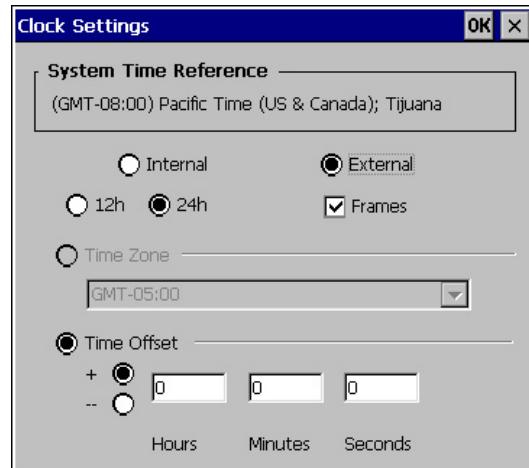 Clock Settings OK ×
System Time Reference
(GMT-08:00) Pacific Time (US & Canada); Tijuana
Internal External
12h 24h Frames
Time Zone
GMT-05:00
Time Offset
+ 0 0 0
--
Hours Minutes Seconds